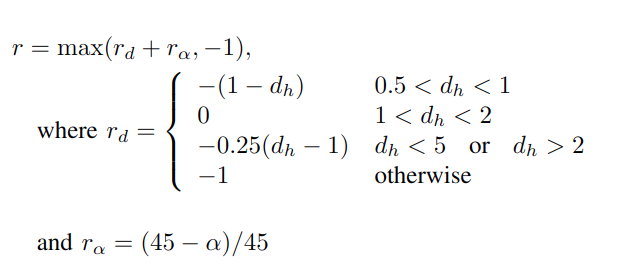 r = max(r_d + r_α, −1),
where r_d = {
−(1 − d_h) 0.5 < d_h < 1
0 1 < d_h < 2
−0.25(d_h − 1) d_h < 5 or d_h > 2
−1 otherwise
and r_α = (45 − α)/45